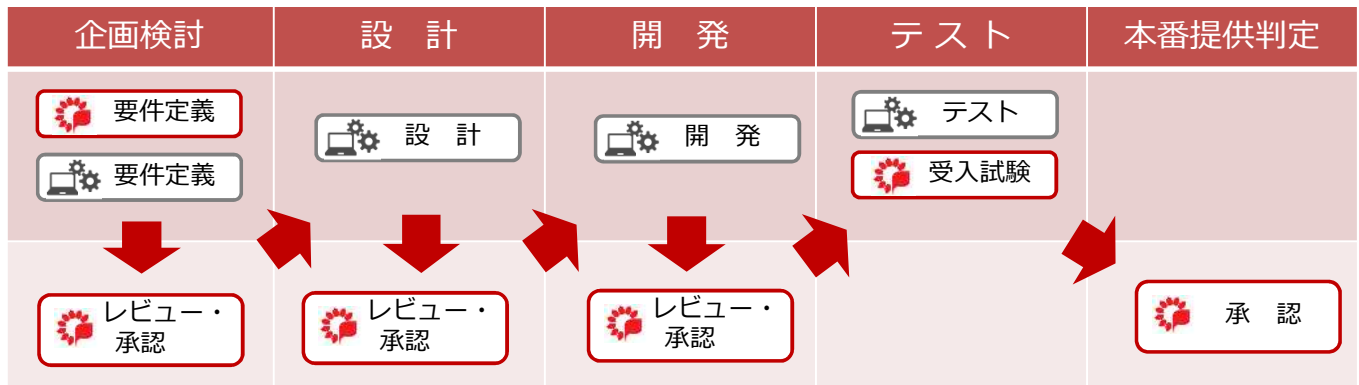 企画検討
設 計
開 発
テスト
本番提供判定
要件定義
要件定義
設 計
開 発
テスト
受入試験
レビュー・
承認
レビュー・
承認
レビュー・
承認
承 認